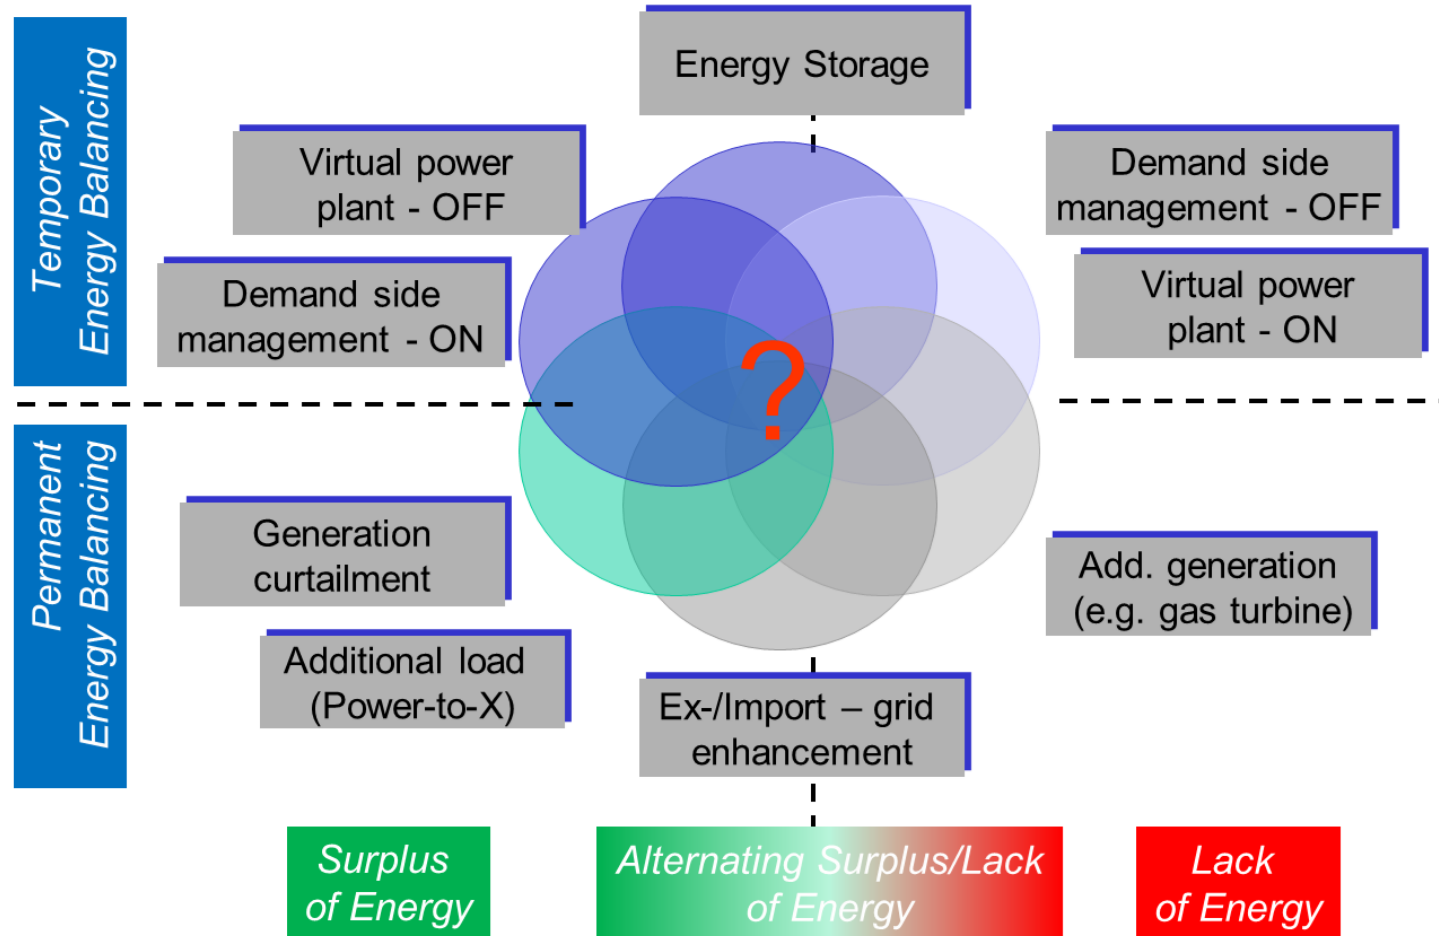 Temporary
Energy Balancing
Energy Storage
Virtual power
plant - OFF
Demand side
management - ON
Demand side
management - OFF
Virtual power
plant - ON
?
Permanent
Energy Balancing
Generation
curtailment
Additional load
(Power-to-X)
Ex-/Import – grid
enhancement
Add. generation
(e.g. gas turbine)
Surplus
of Energy
Alternating Surplus/Lack
of Energy
Lack
of Energy